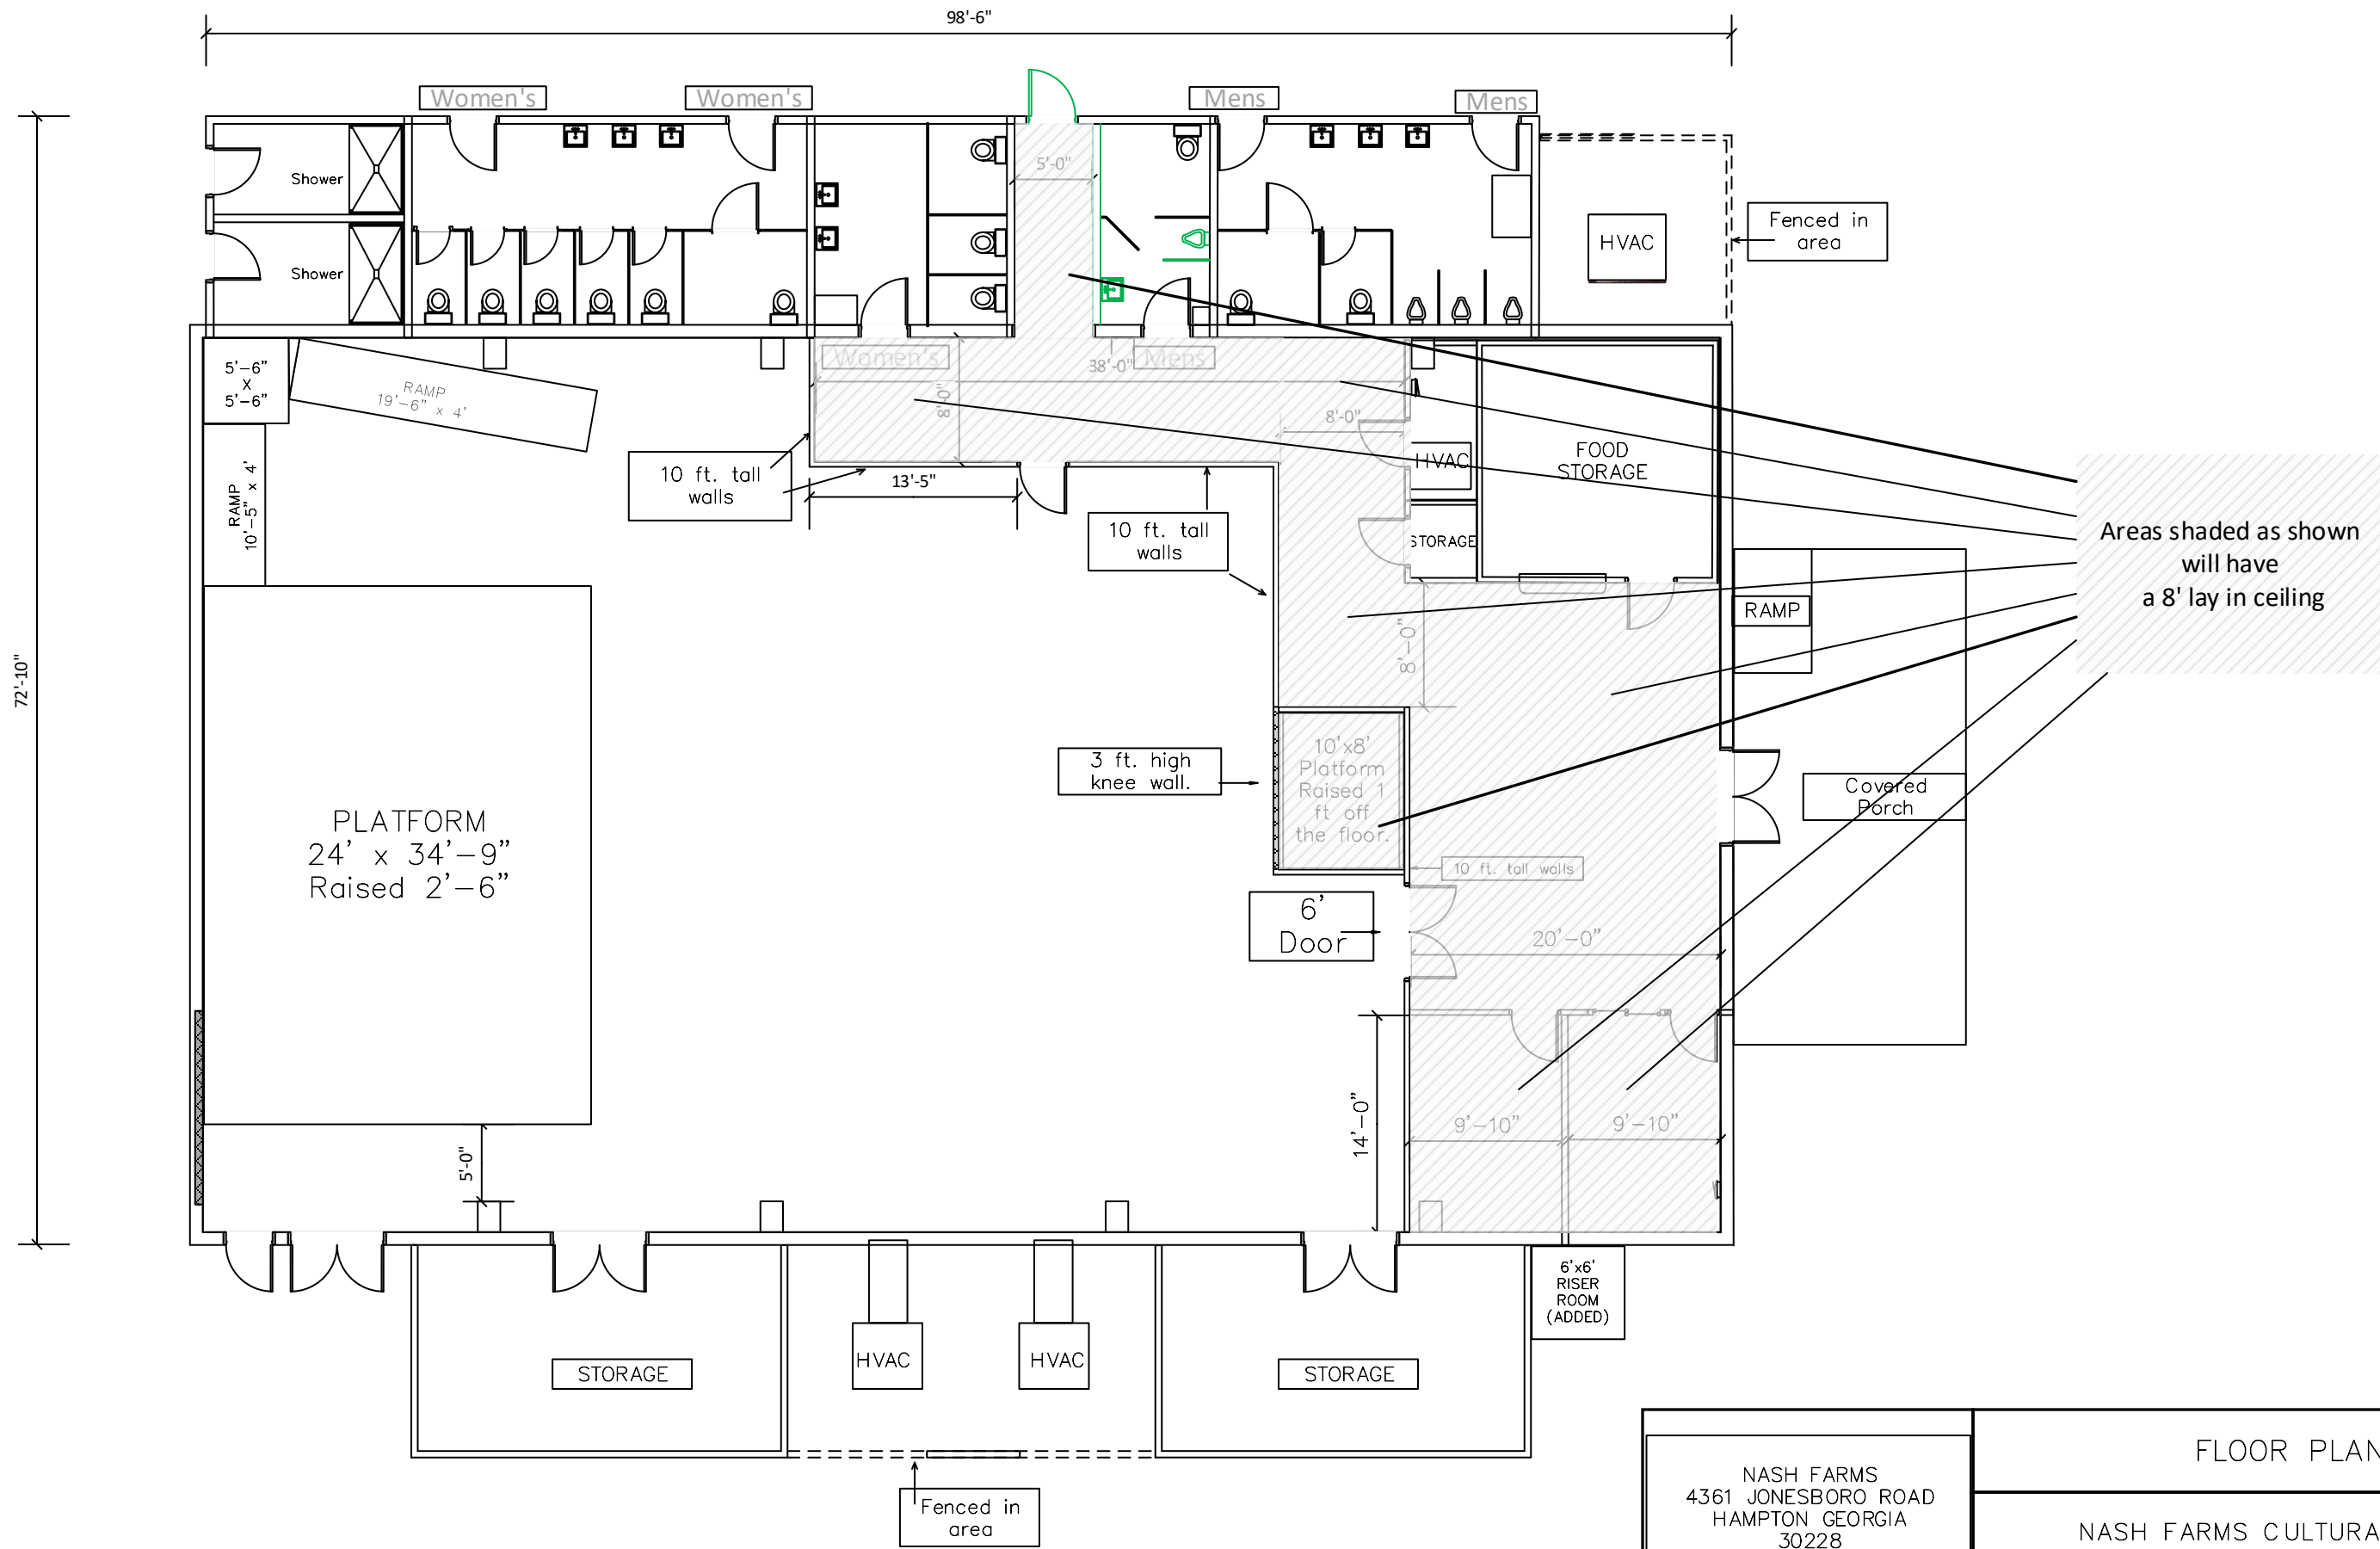 98'-6"
Women's
Women's
Mens
Mens
Shower
5'-0"
HVAC
Fenced in
area
Shower
72'-10"
5'-6"
X
5'-6"
RAMP
19'-6" x 4'
Women's
38'-0"
Mens
8'-0"
8'-0"
RAMP
10'-5" x 4'
10 ft. tall
walls
13'-5"
HVAC
FOOD
STORAGE
10 ft. tall
walls
STORAGE
Areas shaded as shown
will have
a 8' lay in ceiling
RAMP
8'-0"
3 ft. high
knee wall.
10'x8'
Platform
Raised 1
ft off
the floor.
Covered
Porch
PLATFORM
24' x 34'-9"
Raised 2'-6"
10 ft. tall walls
6'
Door
20'-0"
14'-0"
9'-10"
9'-10"
5'-0"
6'x6'
RISER
ROOM
(ADDED)
STORAGE
HVAC
HVAC
STORAGE
Fenced in
area
FLOOR PLAN
NASH FARMS
4361 JONESBORO ROAD
HAMPTON GEORGIA
30228
NASH FARMS CULTURA